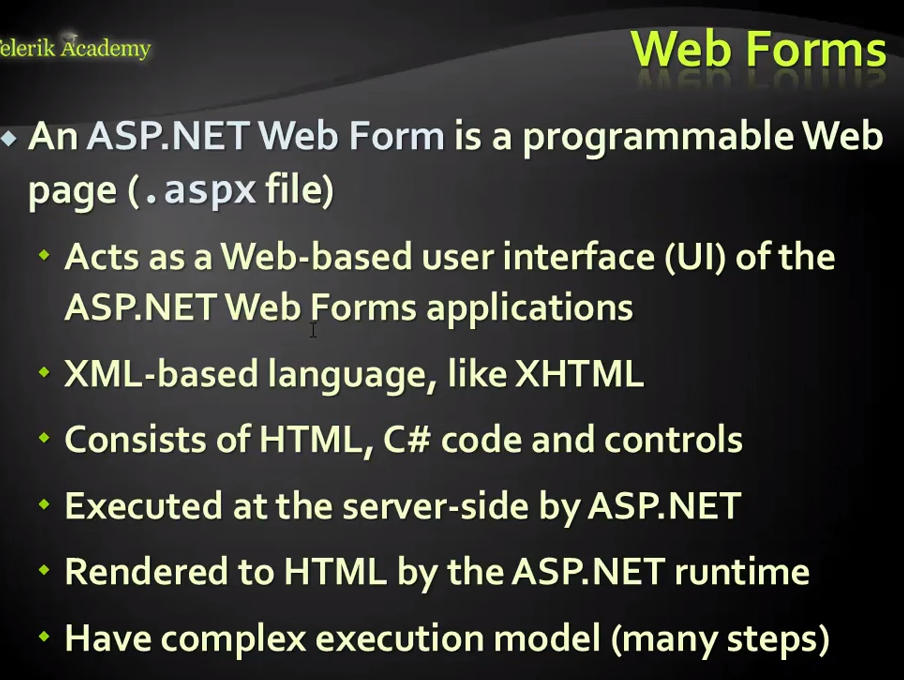 elerik Academy
Web Forms
An ASP.NET Web Form is a programmable Web
page (.aspx file)
Acts as a Web-based user interface (UI) of the
ASP.NET Web Forms applications
XML-based language, like XHTML
Consists of HTML, C# code and controls
Executed at the server-side by ASP.NET
Rendered to HTML by the ASP.NET runtime
Have complex execution model (many steps)